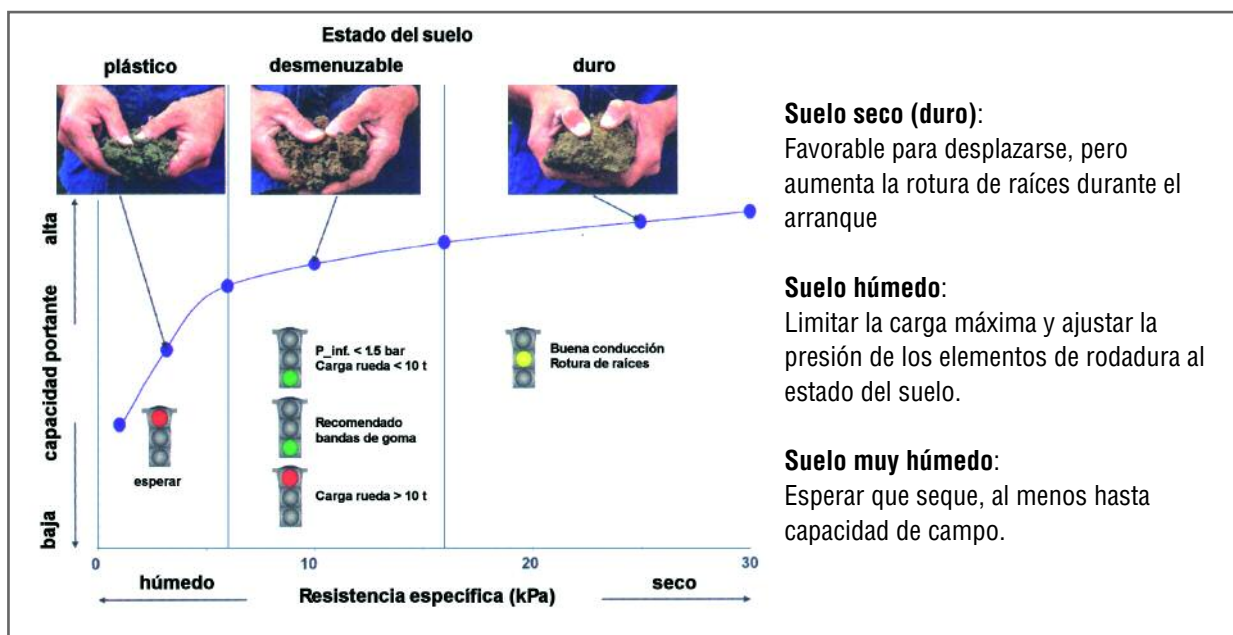 Estado del suelo
plástico
desmenuzable
duro
alta
capacidad portante
baja
esperar
P_inf. < 1.5 bar
Carga rueda < 10 t
Recomendado
bandas de goma
Carga rueda > 10 t
Buena conducción
Rotura de raíces
0
10
20
30
húmedo
Resistencia específica (kPa)
seco
Suelo seco (duro):
Favorable para desplazarse, pero
aumenta la rotura de raíces durante el
arranque
Suelo húmedo:
Limitar la carga máxima y ajustar la
presión de los elementos de rodadura al
estado del suelo.
Suelo muy húmedo:
Esperar que seque, al menos hasta
capacidad de campo.